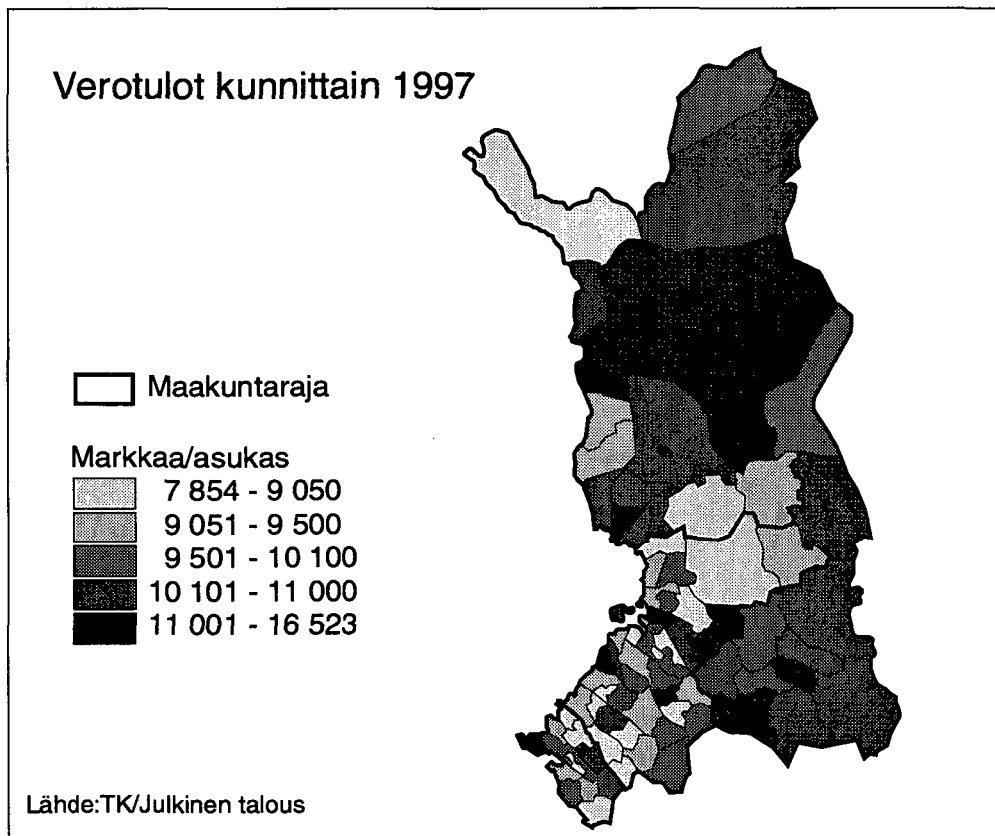 Verotulot kunnittain 1997
Maakuntaraja
Markkaa/asukas
7 854 - 9 050
9 051 - 9 500
9 501 - 10 100
10 101 - 11 000
11 001 - 16 523
Lähde:TK/Julkinen talous